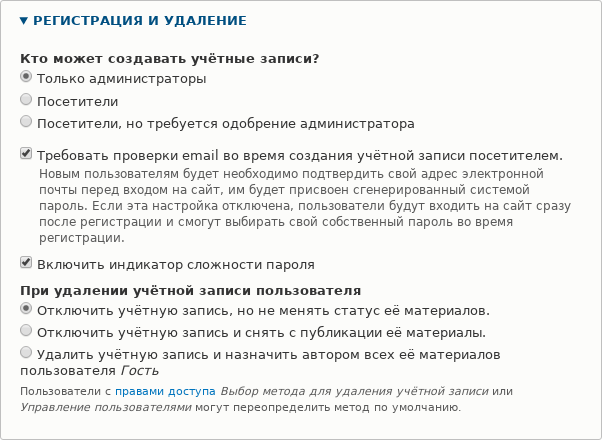 РЕГИСТРАЦИЯ И УДАЛЕНИЕ
Кто может создавать учётные записи?
Только администраторы
Посетители
Посетители, но требуется одобрение администратора
Требовать проверки email во время создания учётной записи посетителем.
Новым пользователям будет необходимо подтвердить свой адрес электронной
почты перед входом на сайт, им будет присвоен сгенерированный системой
пароль. Если эта настройка отключена, пользователи будут входить на сайт сразу
после регистрации и смогут выбирать свой собственный пароль во время
регистрации.
Включить индикатор сложности пароля
При удалении учётной записи пользователя
Отключить учётную запись, но не менять статус её материалов.
Отключить учётную запись и снять с публикации её материалы.
Удалить учётную запись и назначить автором всех её материалов
пользователя Гость
Пользователи с правами доступа Выбор метода для удаления учётной записи или
Управление пользователями могут переопределить метод по умолчанию.